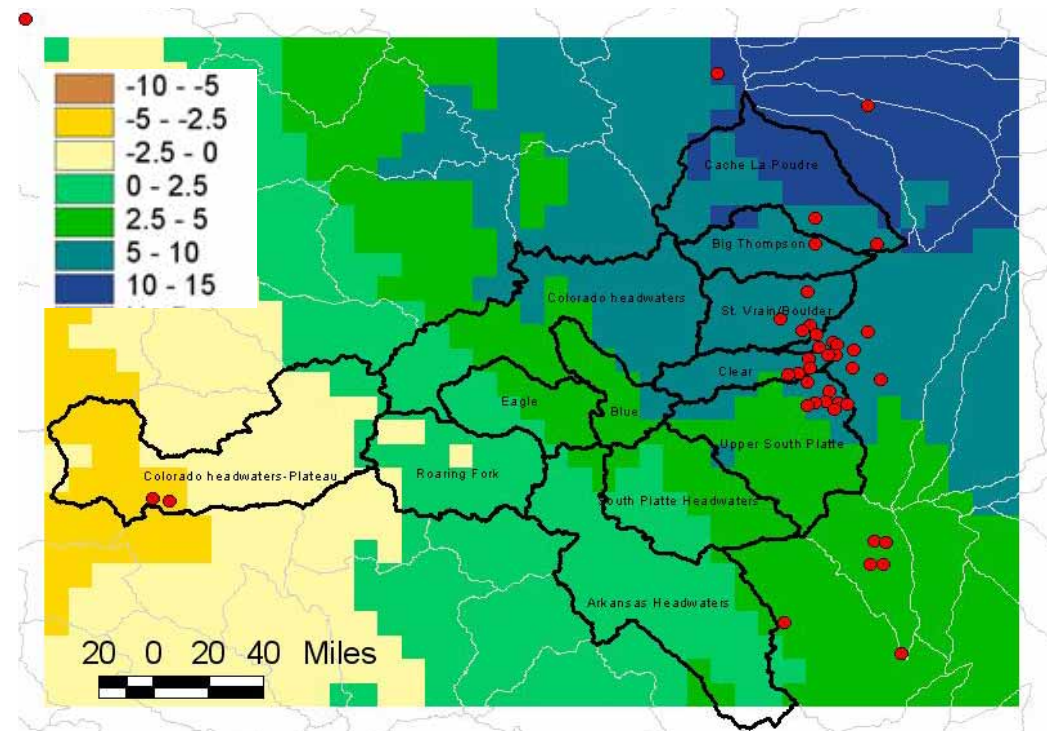 -10 - -5
-5 - -2.5
-2.5 - 0
0 - 2.5
2.5 - 5
5 - 10
10 - 15
Cache La Poudre
Big Thompson
Colorado headwaters
St. Vrain/Boulder
Clear
Eagle
Blue
Upper South Platte
Colorado headwaters-Plateau
Roaring Fork
South Platte Headwaters
Arkansas Headwaters
20 0 20 40 Miles